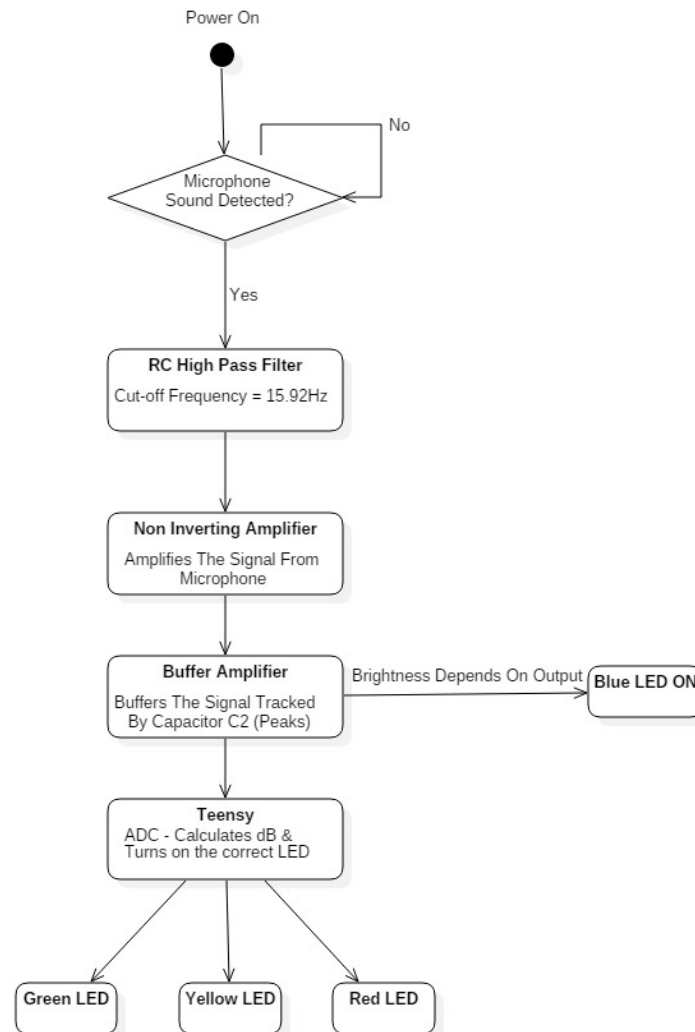 Power On
No
Microphone
Sound Detected?
Yes
RC High Pass Filter
Cut-off Frequency = 15.92Hz
Non Inverting Amplifier
Amplifies The Signal From
Microphone
Buffer Amplifier
Buffers The Signal Tracked
By Capacitor C2 (Peaks)
Brightness Depends On Output
Blue LED ON
Teensy
ADC - Calculates dB &
Turns on the correct LED
Green LED
Yellow LED
Red LED